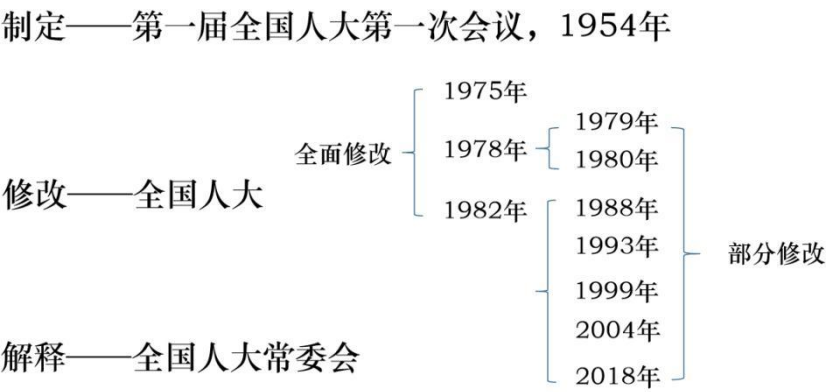 制定——第一届全国人大第一次会议，1954年
1975年
1979年
全面修改
1978年
1980年
修改——全国人大
1982年
1988年
1993年
部分修改
1999年
2004年
解释——全国人大常委会
2018年